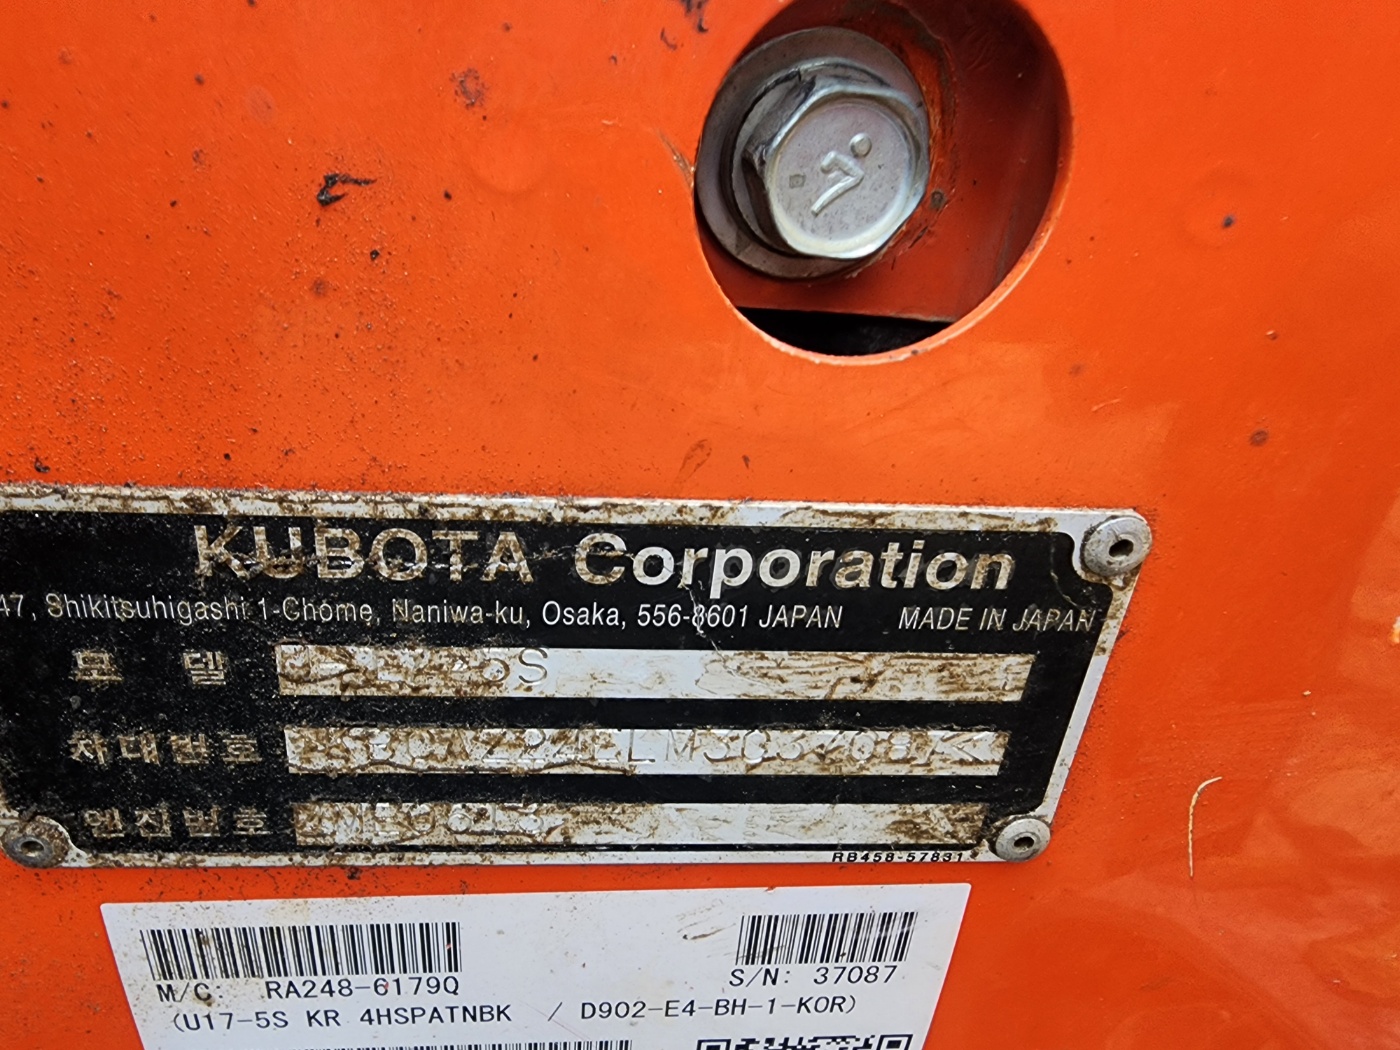 KUBOTA Corporation
47, Shikitsuhigashi 1-Chome, Naniwa-ku, Osaka, 556-8601 JAPAN MADE IN JAPAN
모 델
차대번호
엔진번호
RB458-57831
M/C: RA248-6179Q
S/N: 37087
(U17-5S KR 4HSPATNBK / D902-E4-BH-1-KOR)